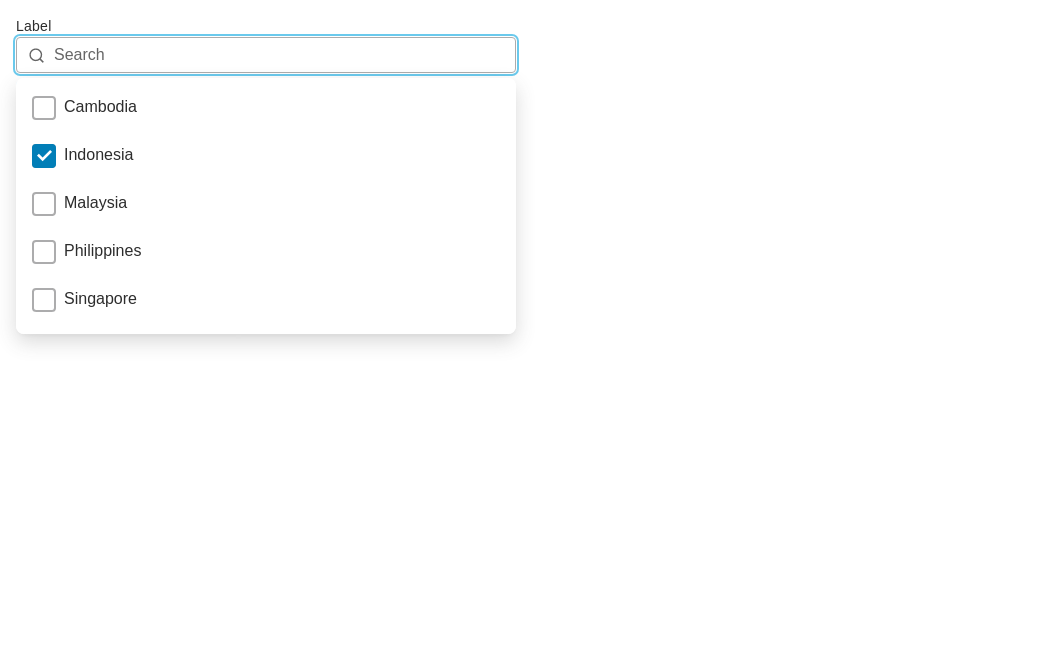 Label
Search
Cambodia
Indonesia
Malaysia
Philippines
Singapore